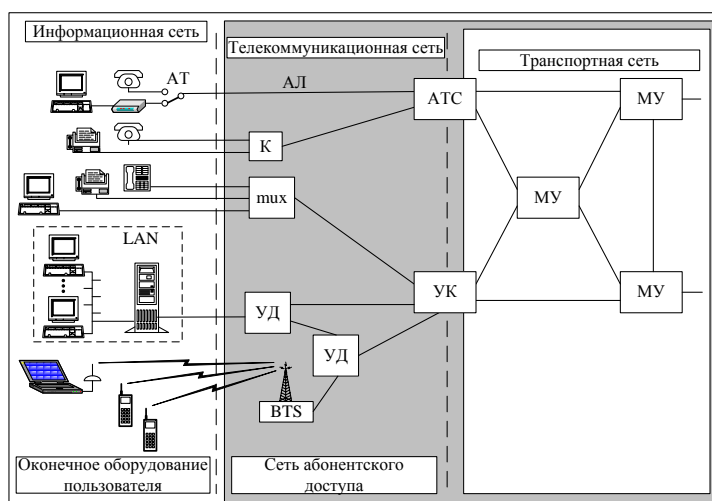 Информационная сеть
Телекоммуникационная сеть
Транспортная сеть
АТ
АЛ
АТС
МУ
К
mux
МУ
LAN
УД
УК
МУ
УД
BTS
Оконечное оборудование
пользователя
Сеть абонентского
доступа